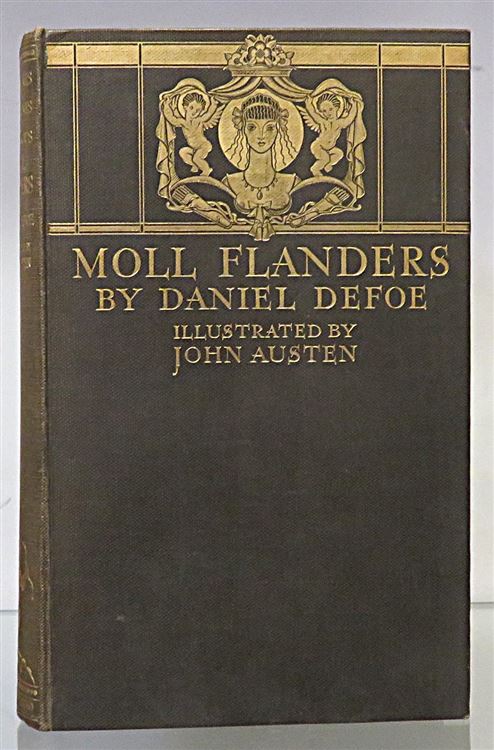 MOLL FLANDERS
BY DANIEL DEFOE
ILLUSTRATED BY
JOHN AUSTEN